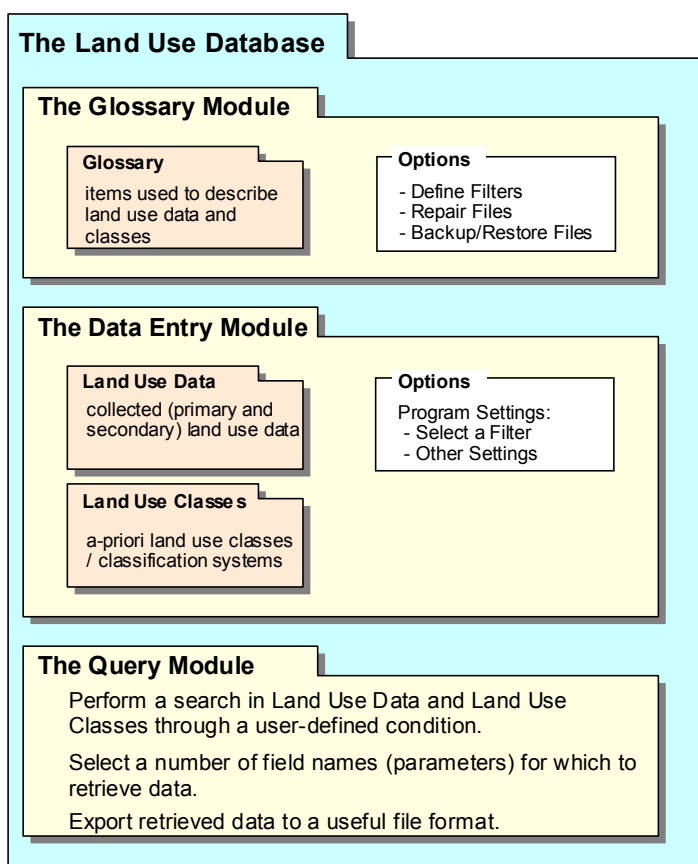 The Land Use Database
The Glossary Module
Glossary
items used to describe
land use data and
classes
Options
- Define Filters
- Repair Files
- Backup/Restore Files
The Data Entry Module
Land Use Data
collected (primary and
secondary) land use data
Options
Program Settings:
- Select a Filter
- Other Settings
Land Use Classes
a-priori land use classes
/ classification systems
The Query Module
Perform a search in Land Use Data and Land Use
Classes through a user-defined condition.
Select a number of field names (parameters) for which to
retrieve data.
Export retrieved data to a useful file format.